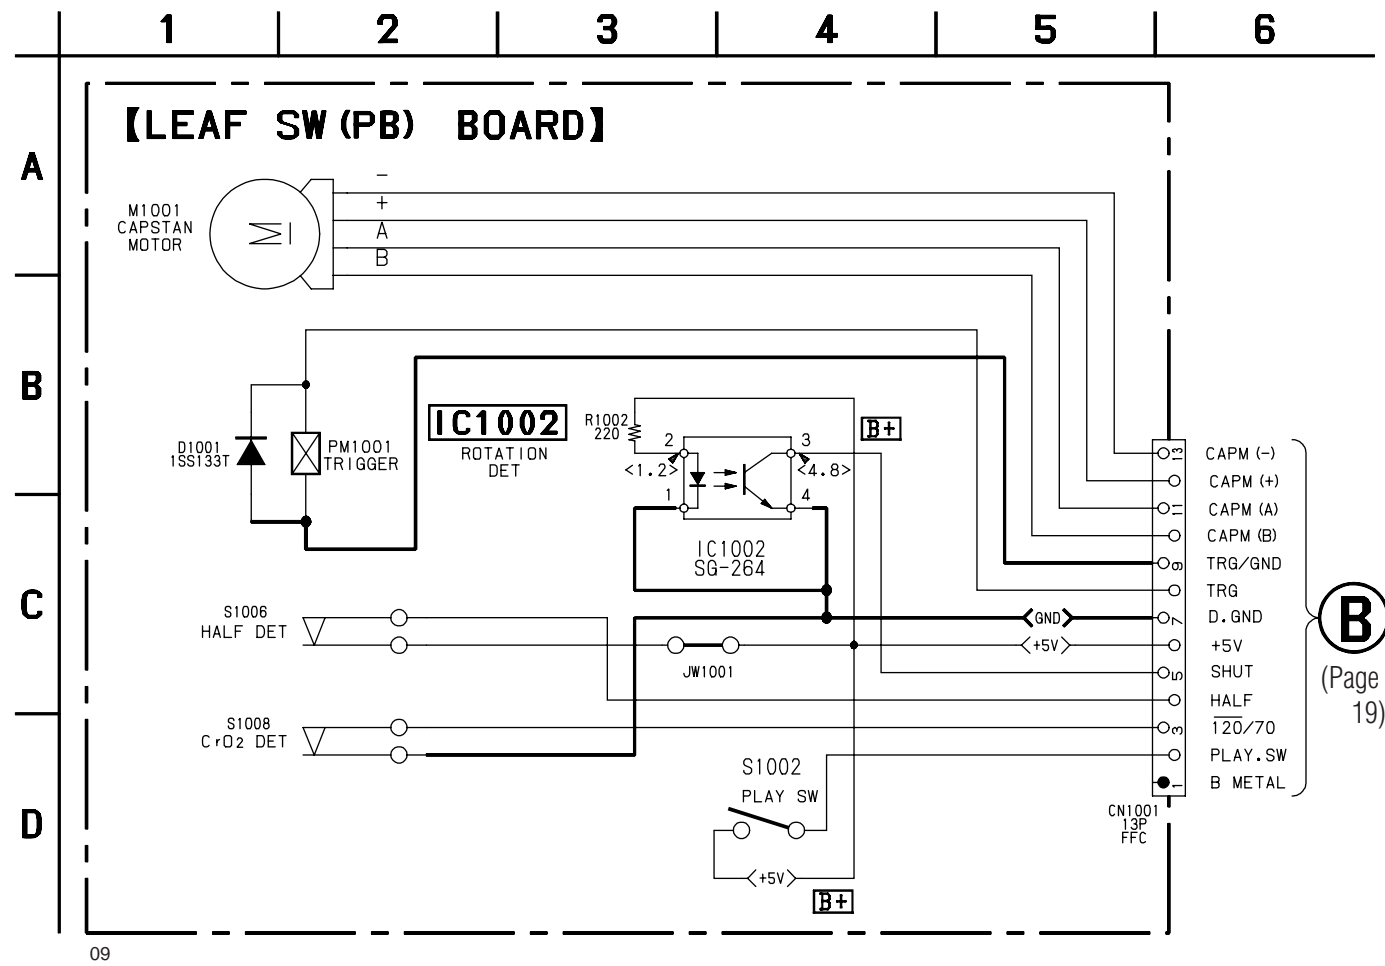 1 2 3 4 5 6
A
B
C
D
【LEAF SW(PB) BOARD】
M1001
CAPSTAN
MOTOR
M
−
+
A
B
D1001
1SS133T
PM1001
TRIGGER
IC1002
ROTATION
DET
R1002
220
B+
2 3
<1.2> <4.8>
1 4
IC1002
SG-264
S1006
HALF DET
JW1001
GND
+5V
S1008
CrO2 DET
S1002
PLAY SW
+5V
B+
13 CAPM(-)
CAPM(+)
11 CAPM(A)
CAPM(B)
9 TRG/GND
TRG
7 D.GND
+5V
5 SHUT
HALF
3 1̅2̅0̅/70
PLAY.SW
1 B METAL
CN1001
13P
FFC
B
(Page
19)
09